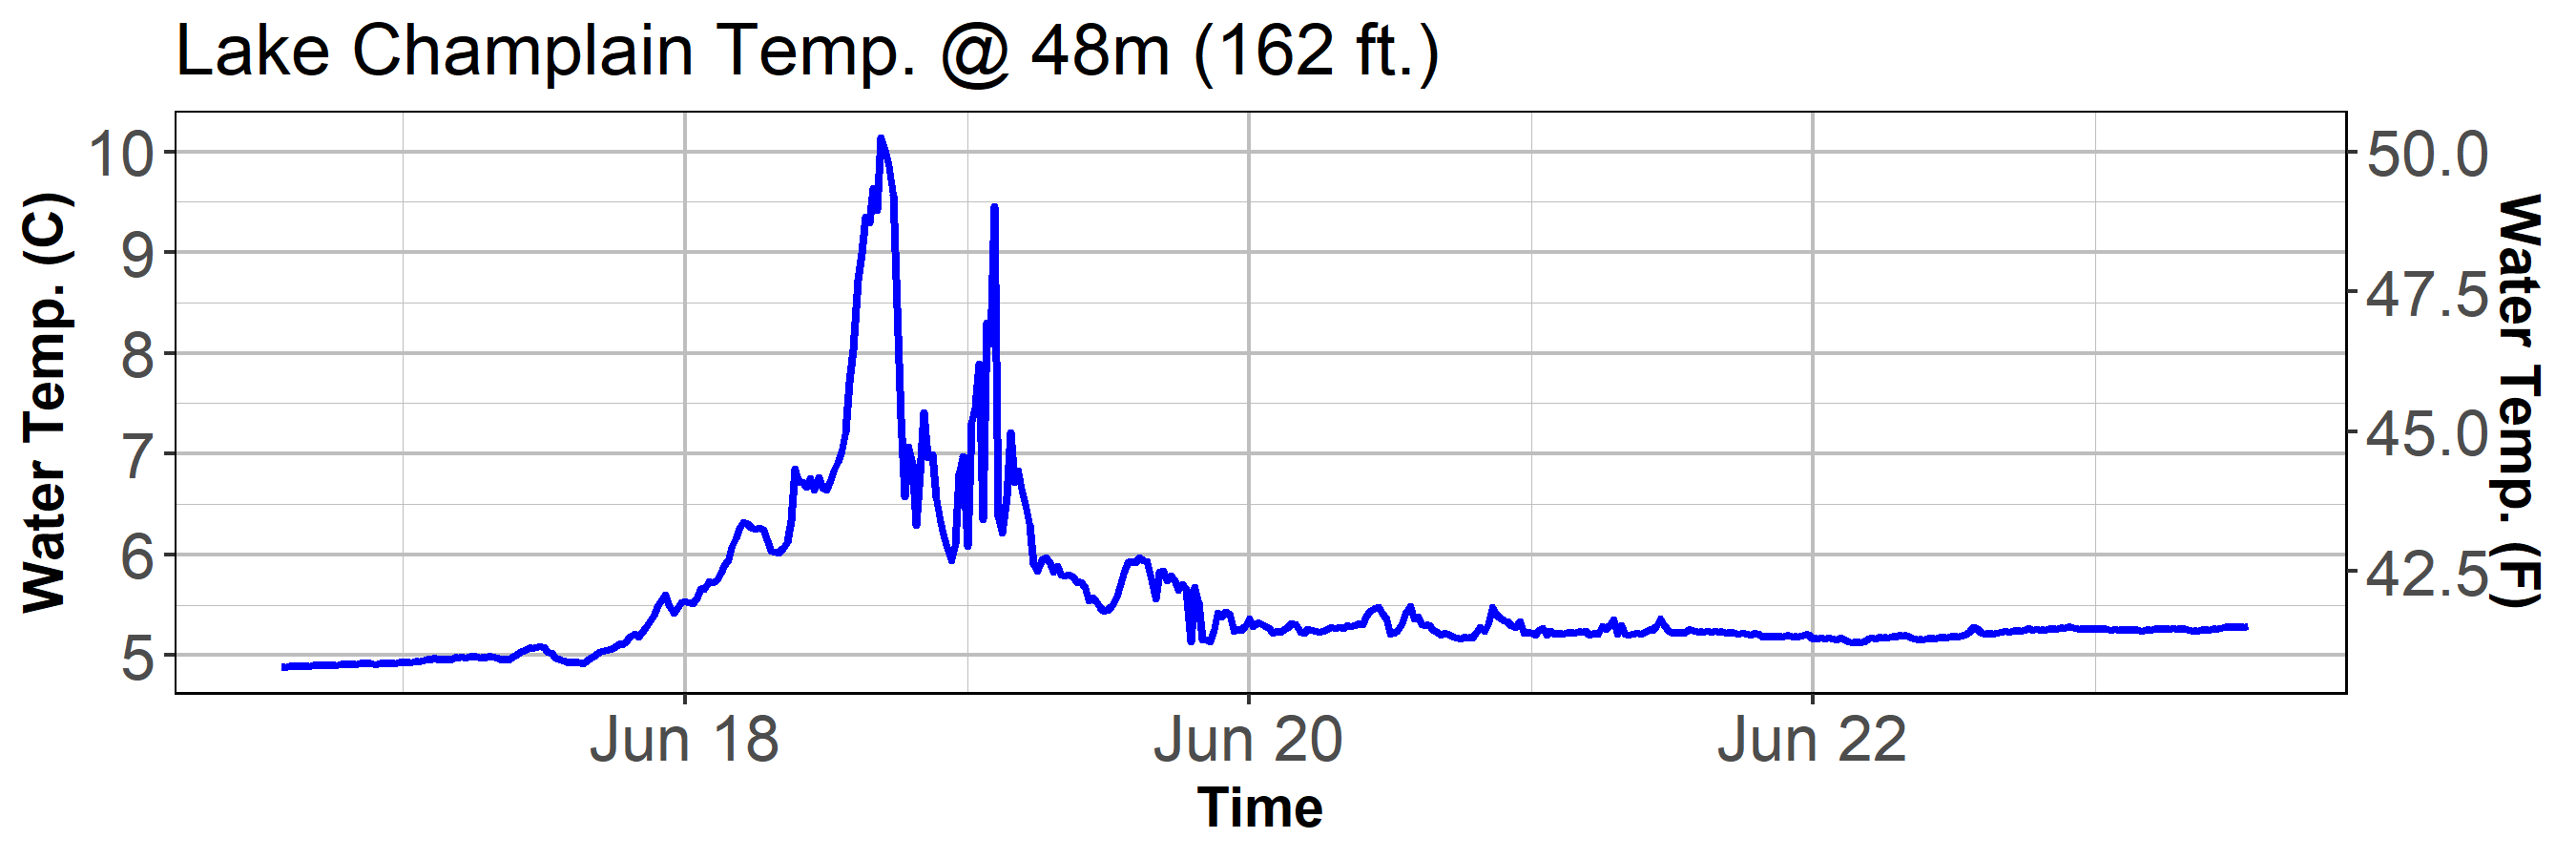 Lake Champlain Temp. @ 48m (162 ft.)
Water Temp. (C)
10
9
8
7
6
5
50.0
47.5
45.0
42.5
Water Temp. (F)
Jun 18
Jun 20
Jun 22
Time